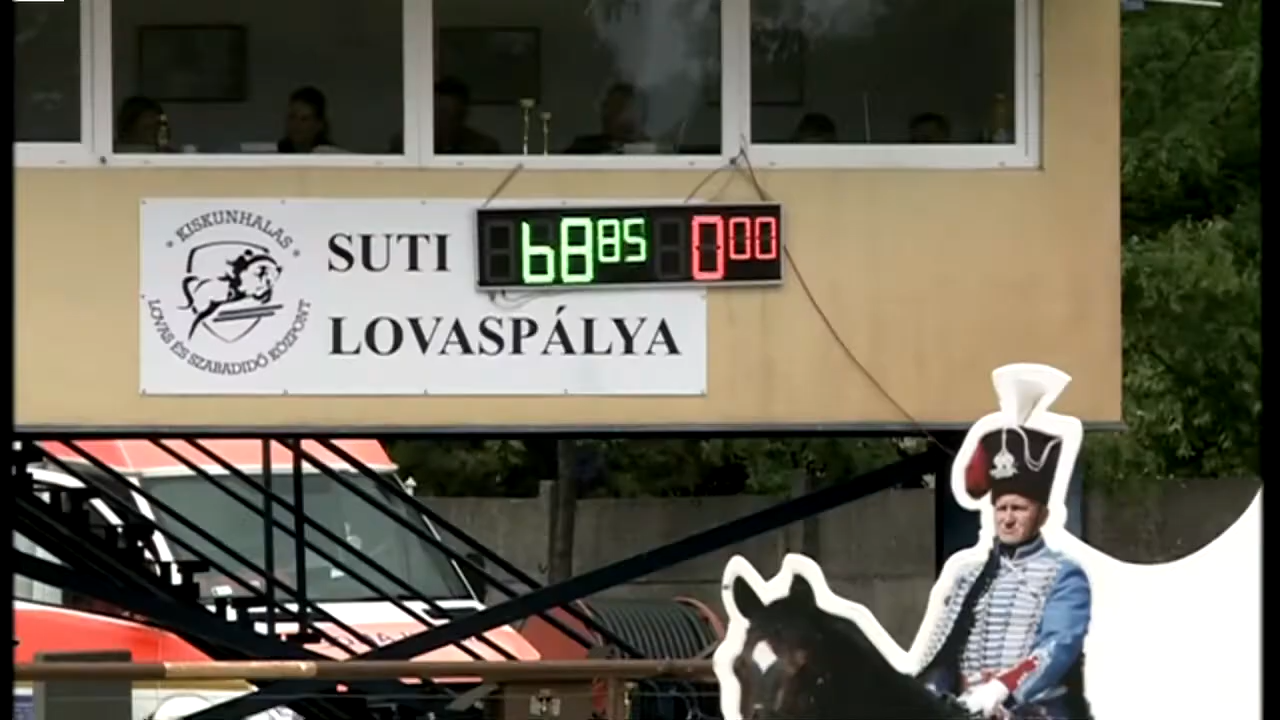 KISKUNHALAS
LOVAS ÉS SZABADIDŐ KÖZPONT
SUTI
LOVASPÁLYA
6885 000